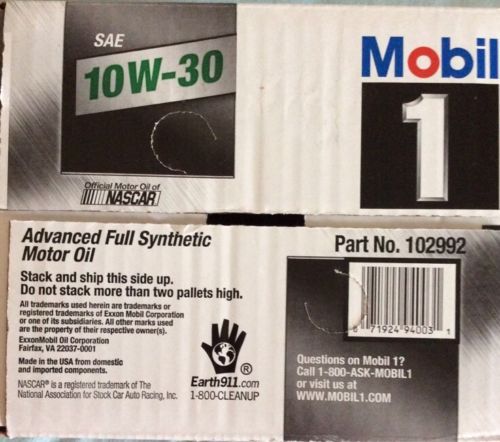 SAE
10W-30
Mobil
1
Official Motor Oil of
NASCAR
Advanced Full Synthetic
Motor Oil
Stack and ship this side up.
Do not stack more than two pallets high.
All trademarks used herein are trademarks or
registered trademarks of Exxon Mobil Corporation
or one of its subsidiaries. All other marks used
are the property of their respective owner(s).
ExxonMobil Oil Corporation
Fairfax, VA 22037-0001
Made in the USA from domestic
and imported components.
NASCAR® is a registered trademark of The
National Association for Stock Car Auto Racing, Inc.
®
Earth911.com
1-800-CLEANUP
Part No. 102992
71924 94003 1
Questions on Mobil 1?
Call 1-800-ASK-MOBIL1
or visit us at
WWW.MOBIL1.COM